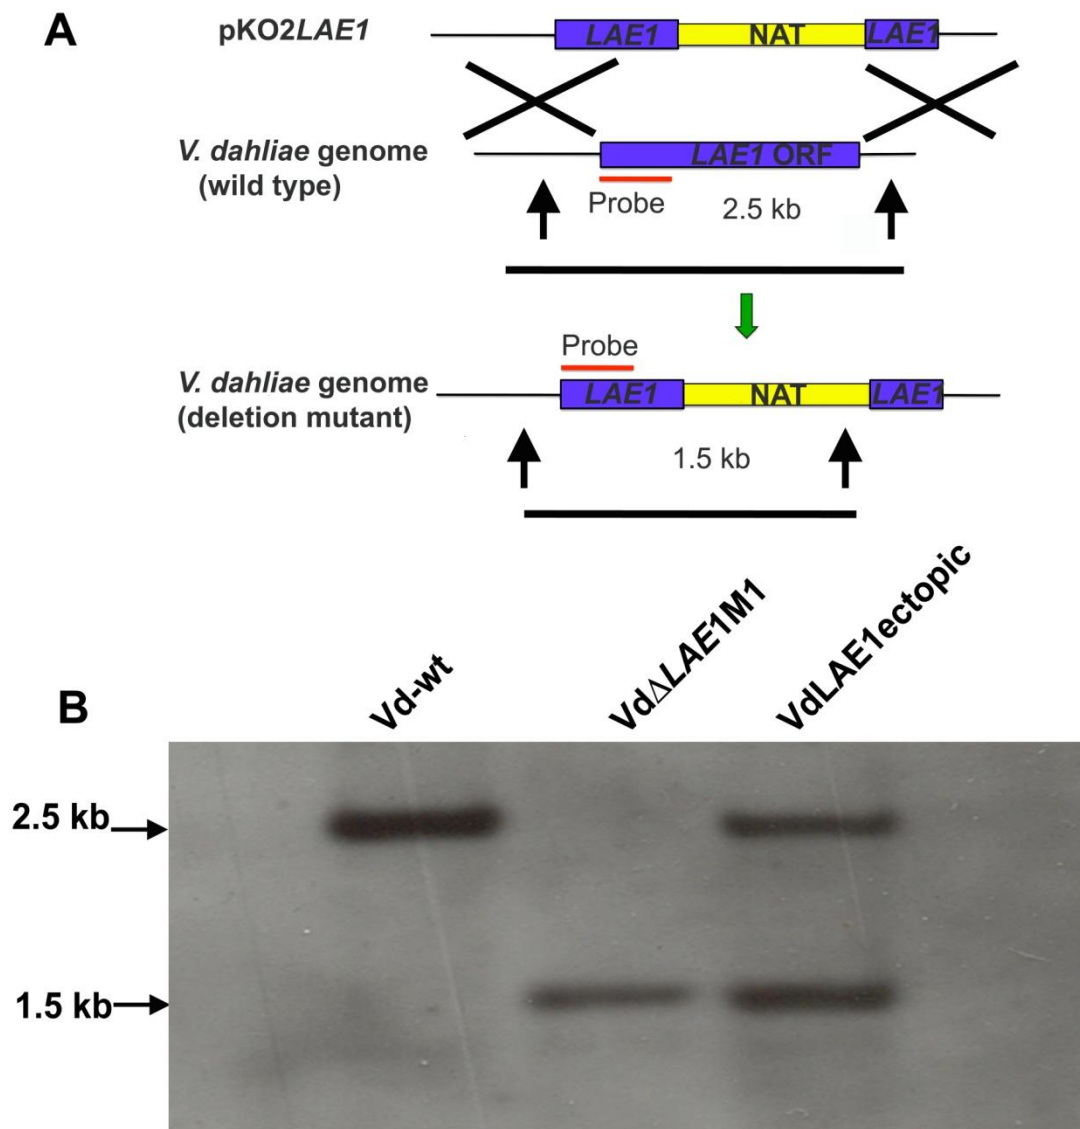 A
pKO2LAE1
LAE1 NAT LAE1
V. dahliae genome
(wild type)
LAE1 ORF
Probe
2.5 kb
Probe
V. dahliae genome
(deletion mutant)
LAE1 NAT LAE1
1.5 kb
B
Vd-wt
VdΔLAE1M1
VdLAE1ectopic
2.5 kb
1.5 kb